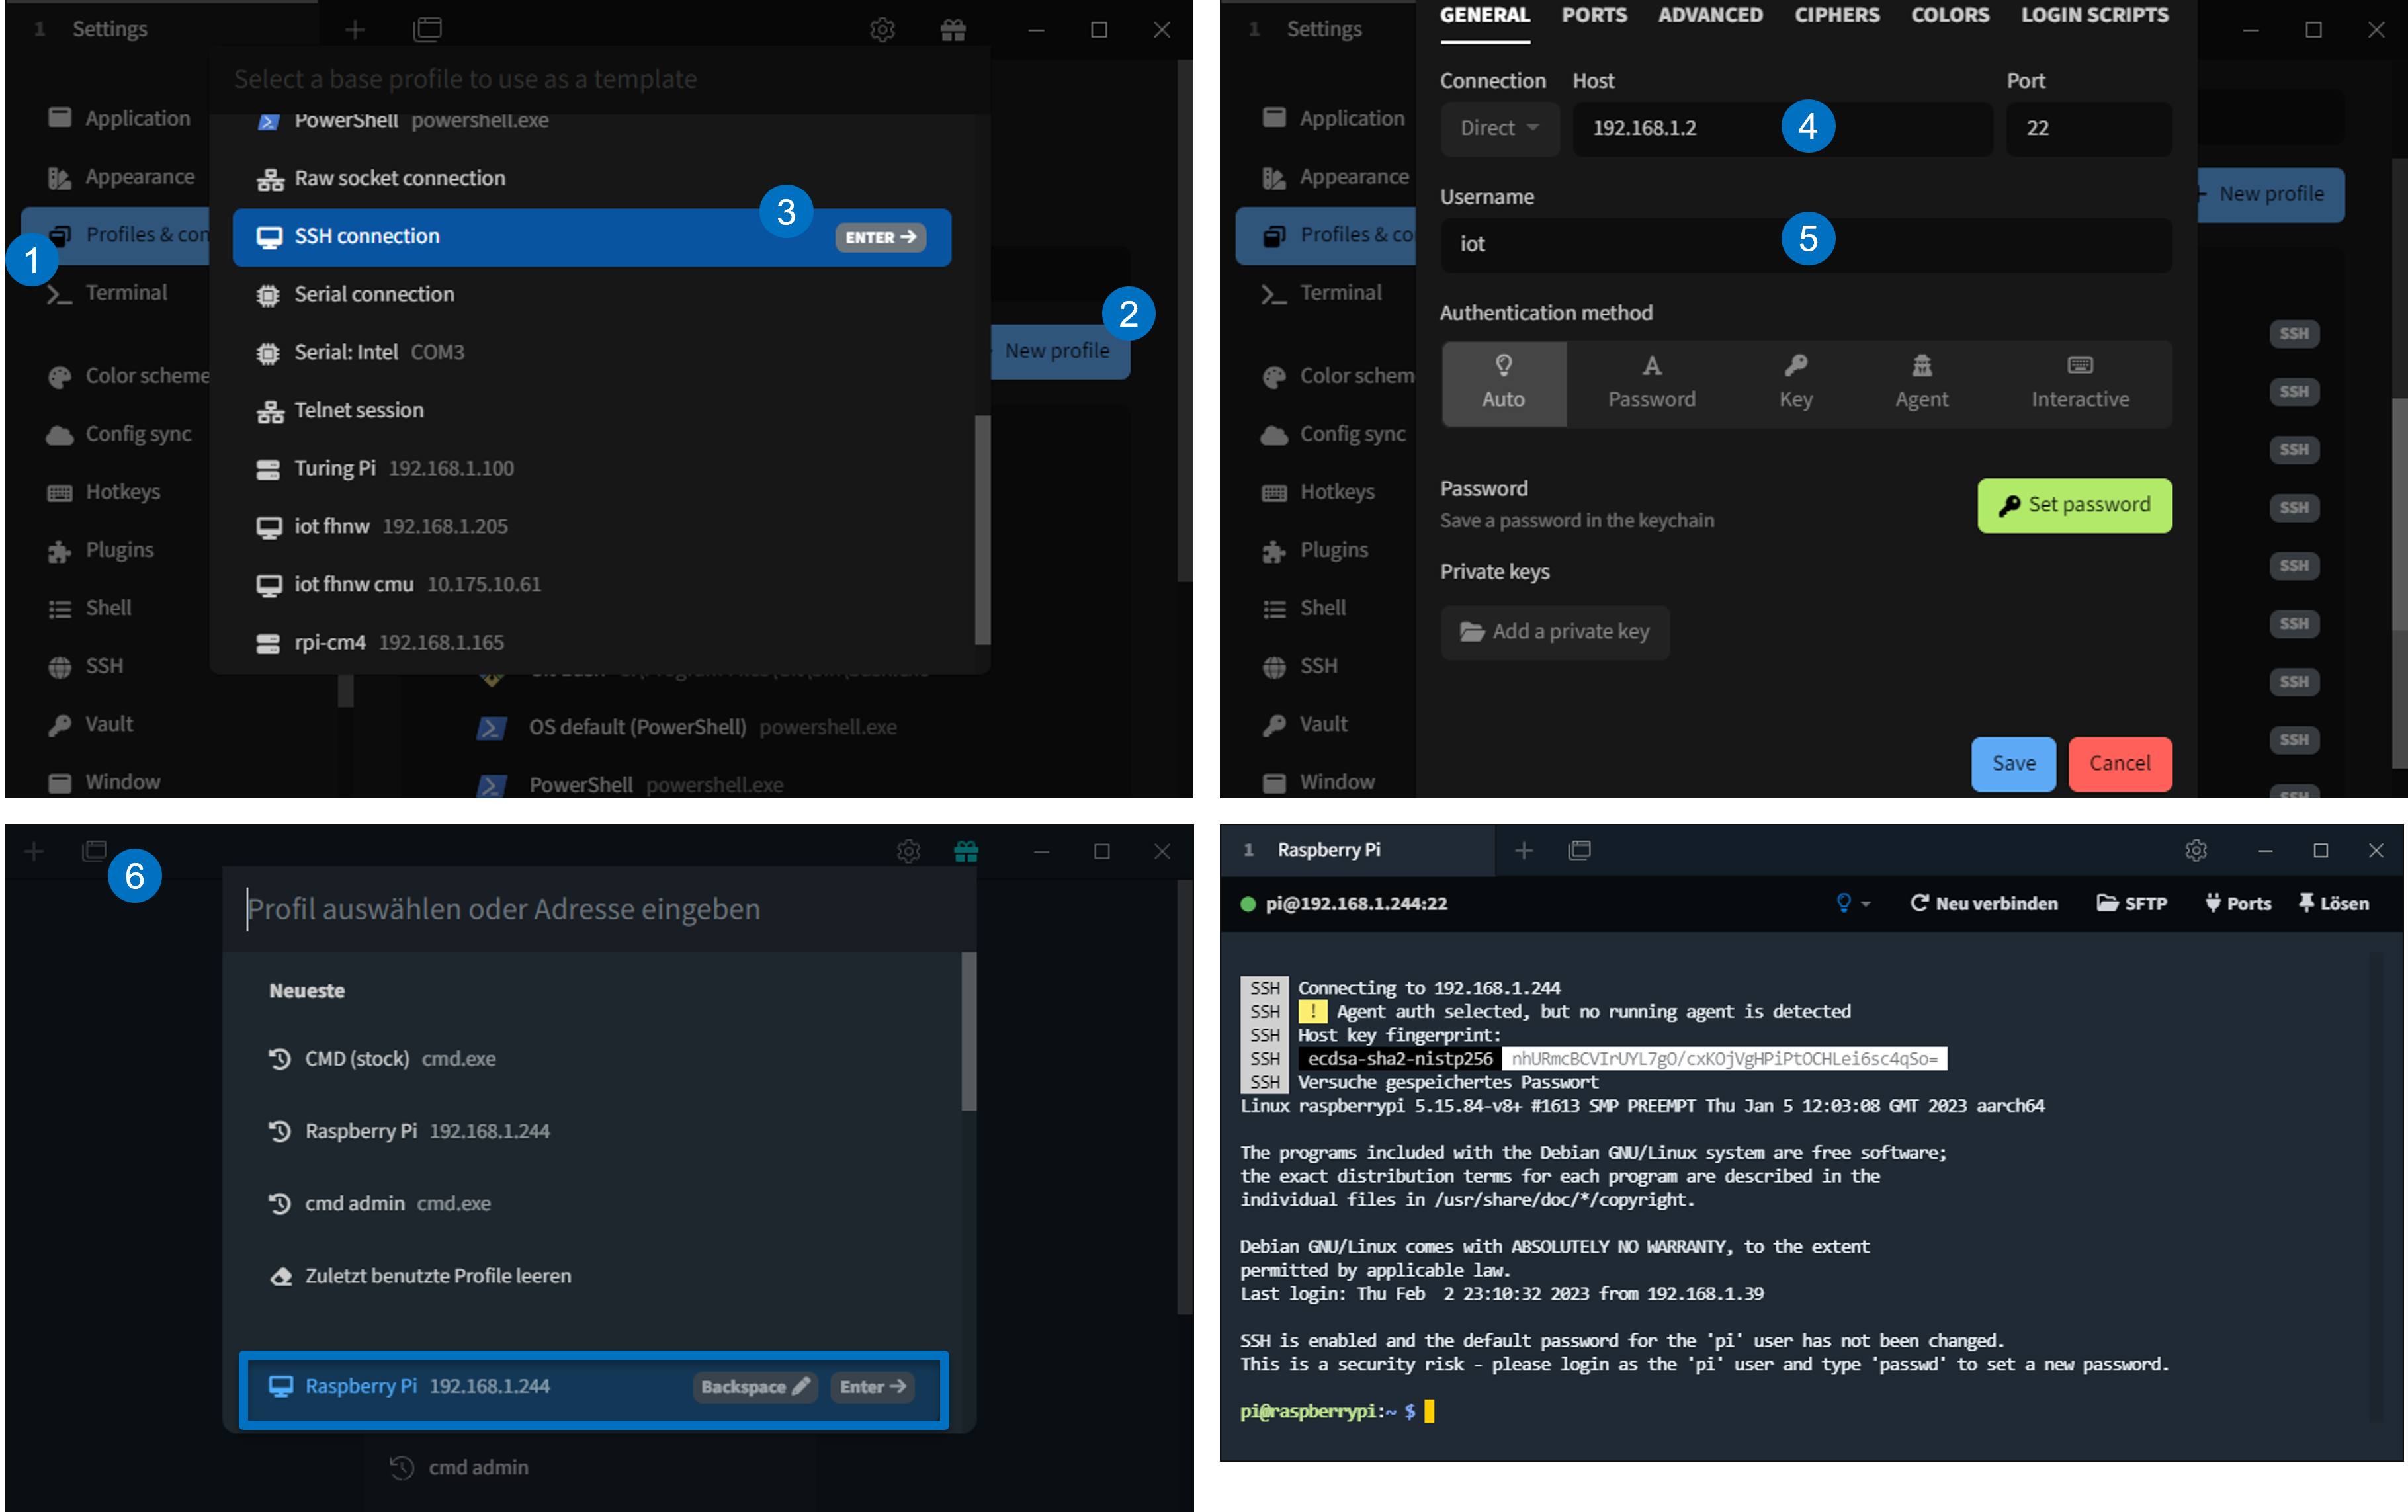 1 Settings
Select a base profile to use as a template
Application
Appearance
Profiles & con
Terminal
Color scheme
Config sync
Hotkeys
Plugins
Shell
SSH
Vault
Window
1
PowerShell powershell.exe
Raw socket connection
3
SSH connection ENTER →
Serial connection
Serial: Intel COM3
Telnet session
Turing Pi 192.168.1.100
iot fhnw 192.168.1.205
iot fhnw cmu 10.175.10.61
rpi-cm4 192.168.1.165
2
New profile
OS default (PowerShell) powershell.exe
PowerShell powershell.exe
1 Settings
Application
Appearance
Profiles & co
Terminal
Color schem
Config sync
Hotkeys
Plugins
Shell
SSH
Vault
Window
GENERAL PORTS ADVANCED CIPHERS COLORS LOGIN SCRIPTS
Connection Host Port
Direct 192.168.1.2 4 22
Username
iot 5
Authentication method
Auto Password Key Agent Interactive
Password
Save a password in the keychain
Set password
Private keys
Add a private key
Save Cancel
+ New profile
SSH
SSH
SSH
SSH
SSH
SSH
SSH
SSH
SSH
6
Profil auswählen oder Adresse eingeben
Neueste
CMD (stock) cmd.exe
Raspberry Pi 192.168.1.244
cmd admin cmd.exe
Zuletzt benutzte Profile leeren
Raspberry Pi 192.168.1.244 Backspace Enter →
cmd admin
1 Raspberry Pi
pi@192.168.1.244:22 Neu verbinden SFTP Ports Lösen
SSH Connecting to 192.168.1.244
SSH ! Agent auth selected, but no running agent is detected
SSH Host key fingerprint:
SSH ecdsa-sha2-nistp256 nhURmcBCVIrUYL7gO/cxKOjVgHPiPtOCHLei6sc4qSo=
SSH Versuche gespeichertes Passwort
Linux raspberrypi 5.15.84-v8+ #1613 SMP PREEMPT Thu Jan 5 12:03:08 GMT 2023 aarch64
The programs included with the Debian GNU/Linux system are free software;
the exact distribution terms for each program are described in the
individual files in /usr/share/doc/*/copyright.
Debian GNU/Linux comes with ABSOLUTELY NO WARRANTY, to the extent
permitted by applicable law.
Last login: Thu Feb  2 23:10:32 2023 from 192.168.1.39
SSH is enabled and the default password for the 'pi' user has not been changed.
This is a security risk - please login as the 'pi' user and type 'passwd' to set a new password.
pi@raspberrypi:~ $